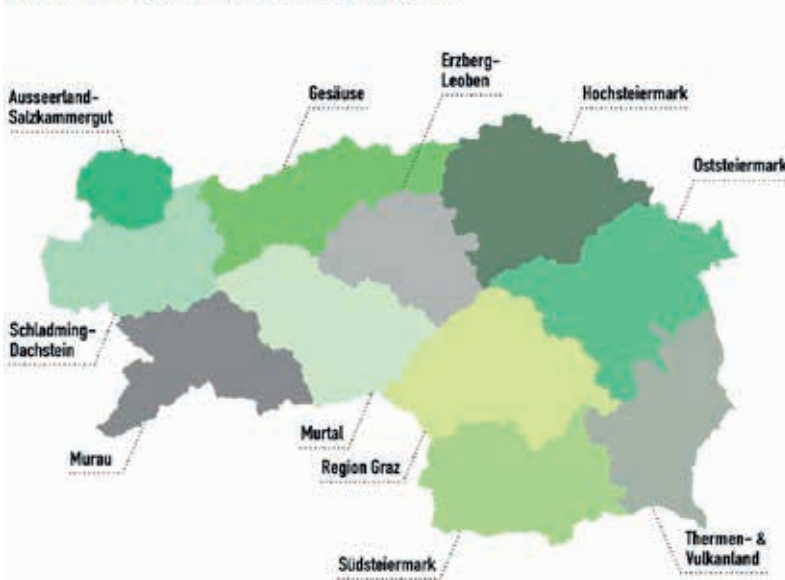 Erzberg-
Leoben
Ausseerland-
Salzkammergut
Gesäuse
Hochsteiermark
Oststeiermark
Schladming-
Dachstein
Murau
Murtal
Region Graz
Südsteiermark
Thermen- &
Vulkanland